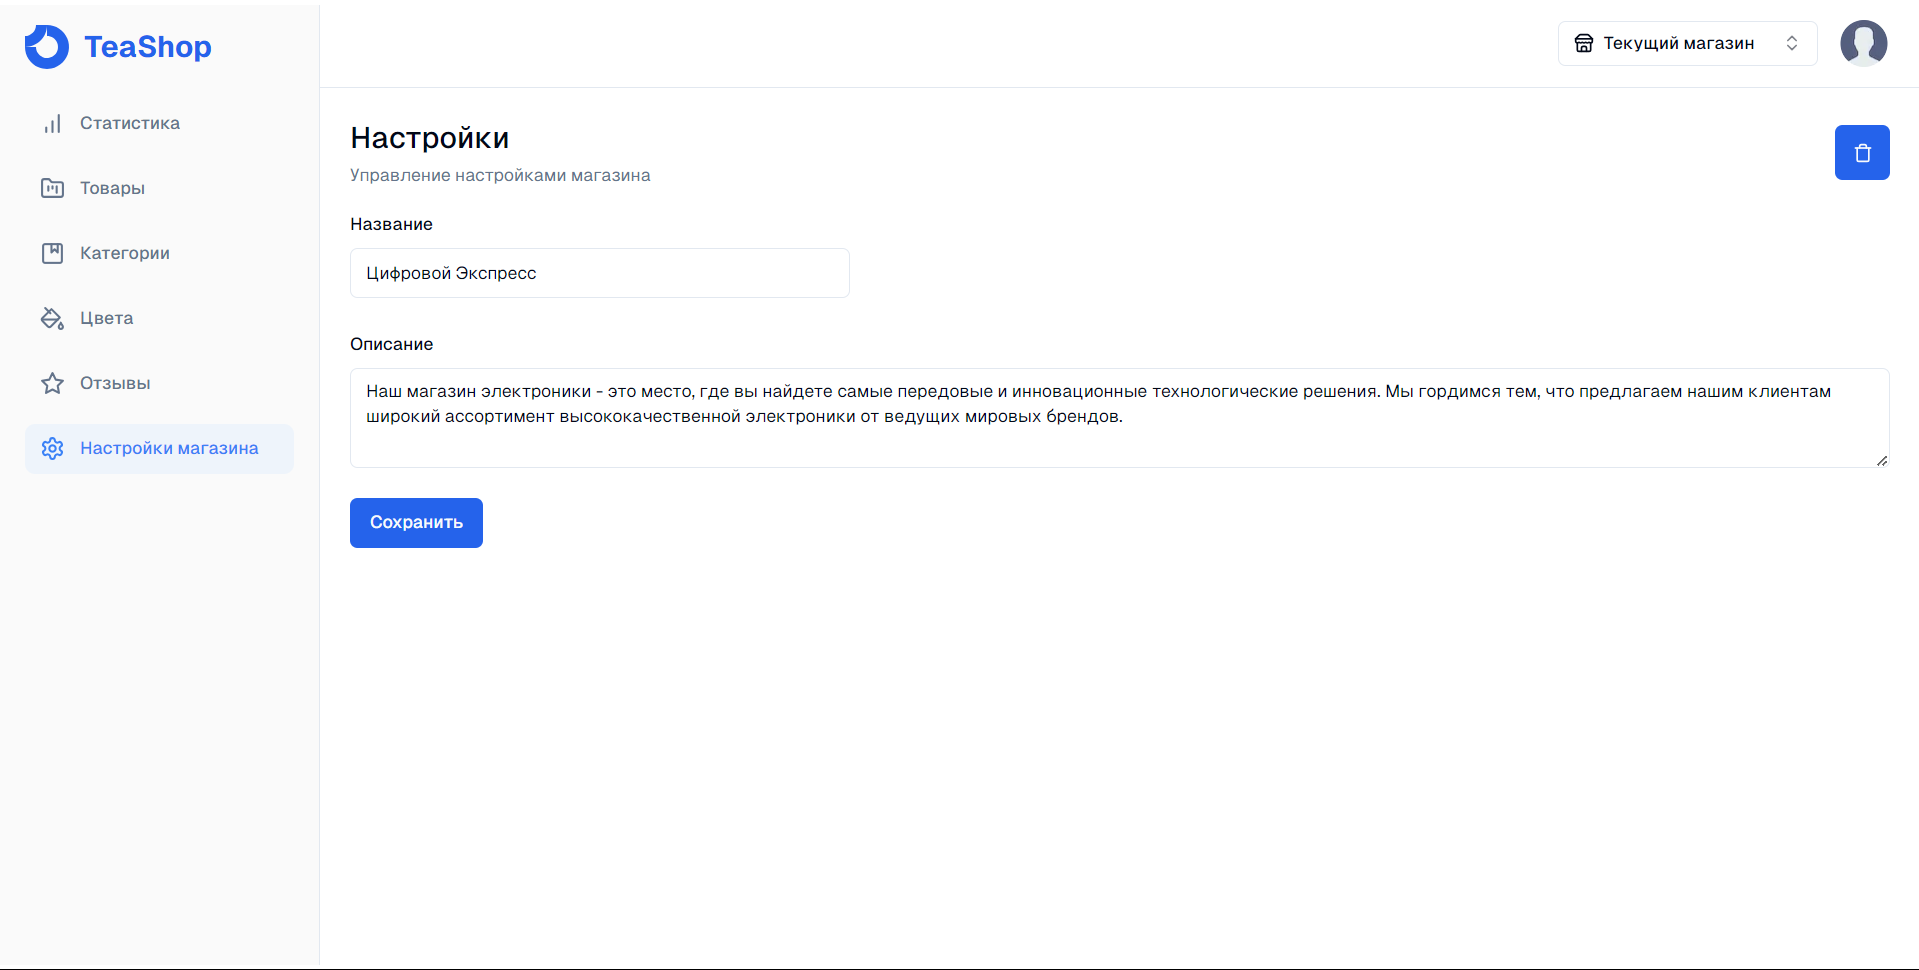 TeaShop
Текущий магазин
Статистика
Товары
Категории
Цвета
Отзывы
Настройки магазина
Настройки
Управление настройками магазина
Название
Цифровой Экспресс
Описание
Наш магазин электроники - это место, где вы найдете самые передовые и инновационные технологические решения. Мы гордимся тем, что предлагаем нашим клиентам
широкий ассортимент высококачественной электроники от ведущих мировых брендов.
Сохранить